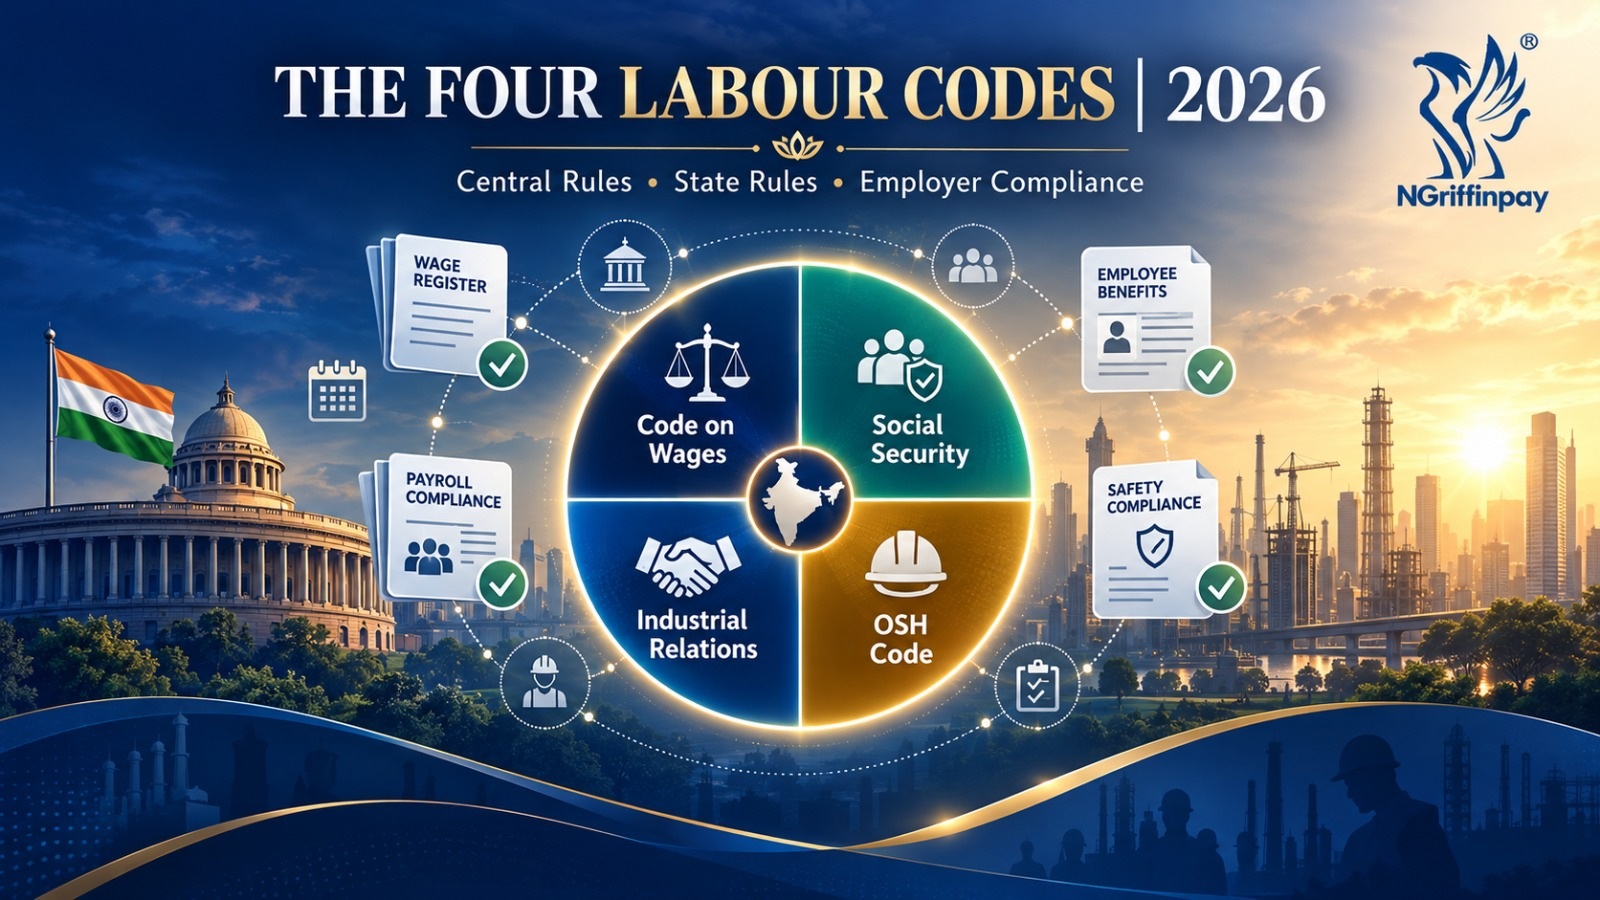 THE FOUR LABOUR CODES | 2026
Central Rules • State Rules • Employer Compliance
®
NGriffinpay
WAGE
REGISTER
EMPLOYEE
BENEFITS
Code on
Wages
Social
Security
PAYROLL
COMPLIANCE
SAFETY
COMPLIANCE
Industrial
Relations
OSH
Code